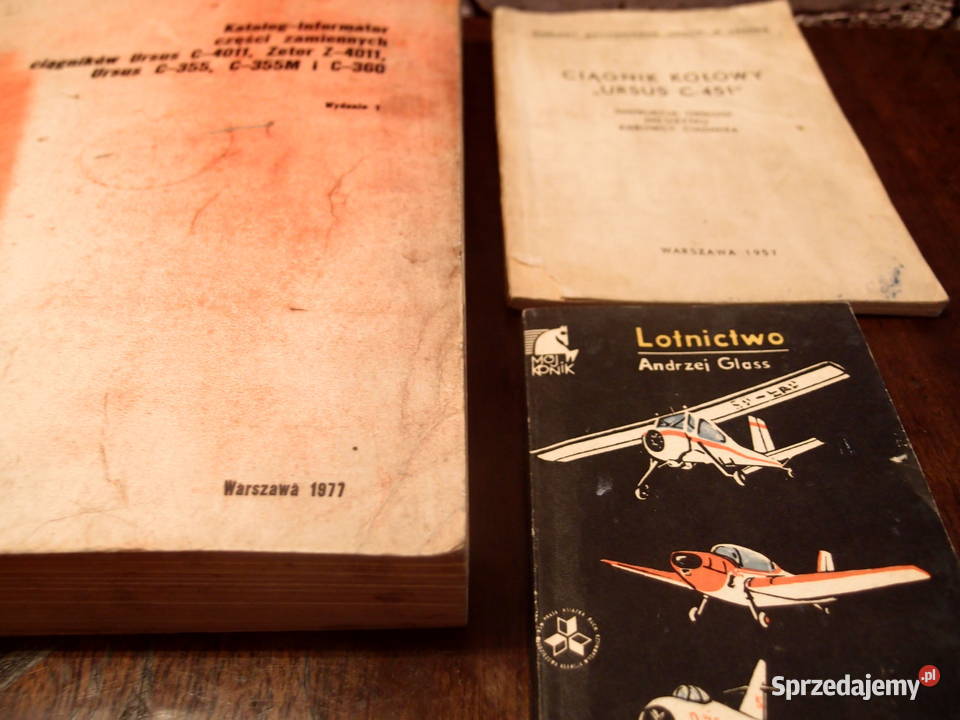 Katalog-informator
części zamiennych
ciągników Ursus C-4011, Zetor Z-4011,
Ursus C-355, C-355M i C-360
Wydanie 1
Warszawa 1977
CIĄGNIK KOŁOWY
„URSUS C-451"
WARSZAWA 1957
MÓJ
KONIK
Lotnictwo
Andrzej Glass
Sprzedajemy.pl